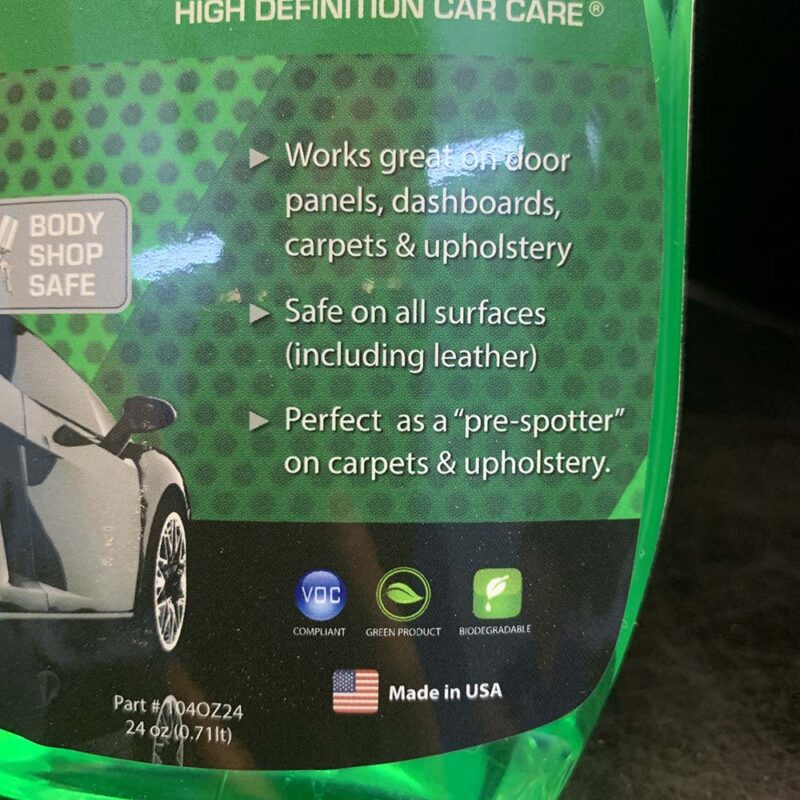 HIGH DEFINITION CAR CARE®
Works great on door
panels, dashboards,
carpets & upholstery
BODY
SHOP
SAFE
Safe on all surfaces
(including leather)
Perfect as a "pre-spotter"
on carpets & upholstery.
VOC
COMPLIANT
GREEN PRODUCT
BIODEGRADABLE
Made in USA
Part # 104OZ24
24 oz (0.71lt)